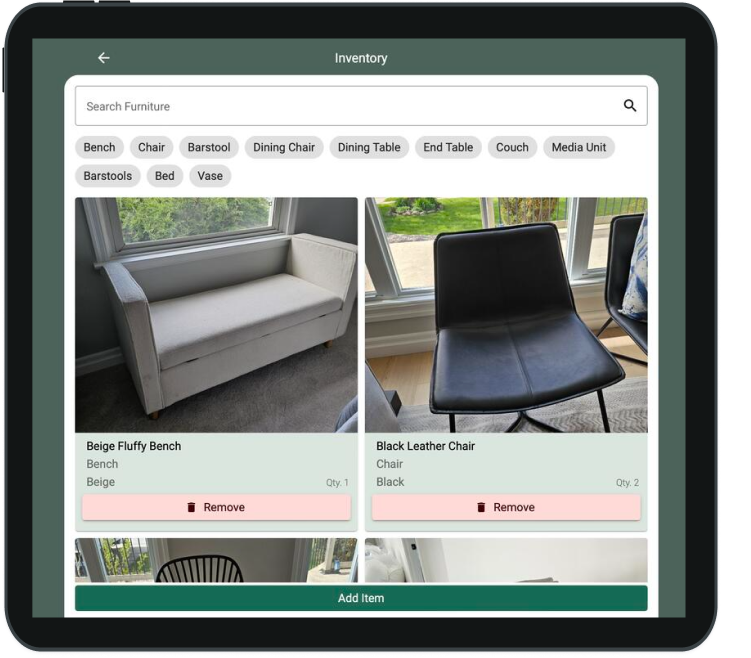 Inventory
Search Furniture
Bench Chair Barstool Dining Chair Dining Table End Table Couch Media Unit
Barstools Bed Vase
Beige Fluffy Bench
Bench
Beige Qty. 1
Remove
Black Leather Chair
Chair
Black Qty. 2
Remove
Add Item